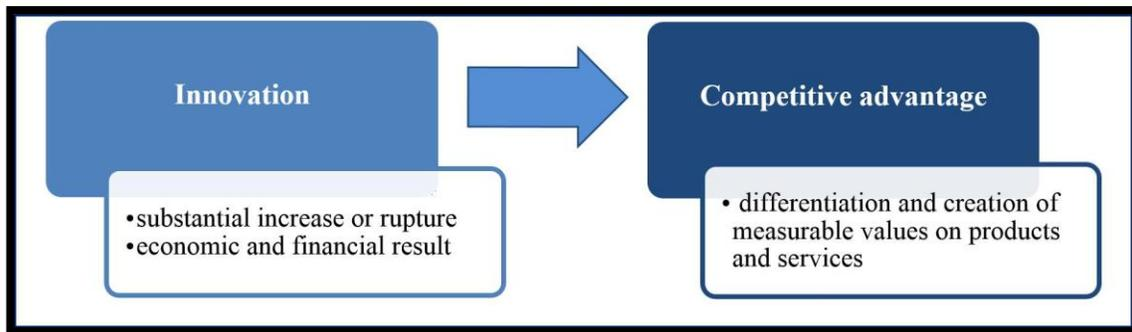 Innovation
•substantial increase or rupture
•economic and financial result
Competitive advantage
• differentiation and creation of
measurable values on products
and services